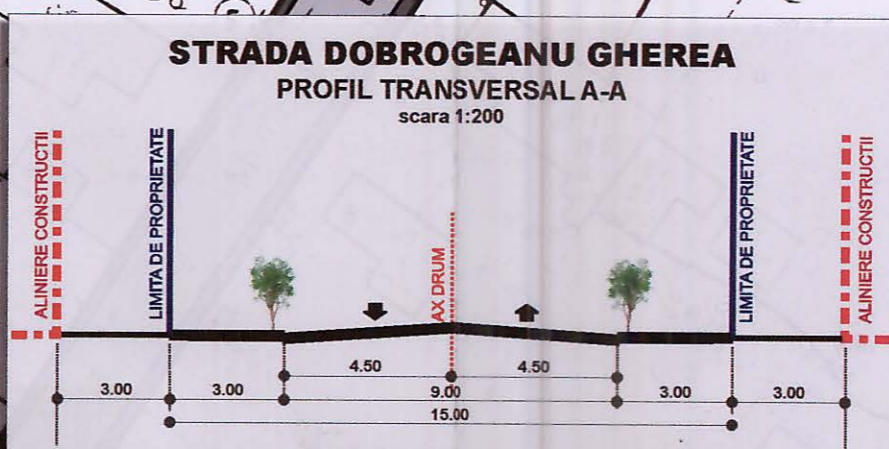 STRADA DOBROGEANU GHEREA
PROFIL TRANSVERSAL A-A
scara 1:200
ALINIERE CONSTRUCTII
LIMITA DE PROPRIETATE
AX DRUM
LIMITA DE PROPRIETATE
ALINIERE CONSTRUCTII
4.50 4.50
3.00 3.00 9.00 3.00 3.00
15.00